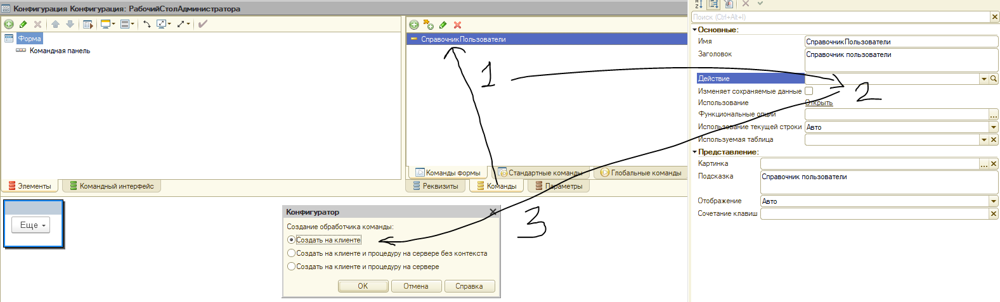 Конфигурация Конфигурация: РабочийСтолАдминистратора
Форма
Командная панель
Элементы
Командный интерфейс
СправочникПользователи
1
Команды формы
Стандартные команды
Глобальные команды
Реквизиты
Команды
Параметры
Поиск (Ctrl+Alt+I)
Основные:
Имя
СправочникПользователи
Заголовок
Справочник пользователи
Действие
2
Изменяет сохраняемые данные
Использование
Открыть
Функциональные опции
Использование текущей строки
Авто
Используемая таблица
Представление:
Картинка
Подсказка
Справочник пользователи
Отображение
Авто
Сочетание клавиш
Еще
Конфигуратор
3
Создание обработчика команды:
Создать на клиенте
Создать на клиенте и процедуру на сервере без контекста
Создать на клиенте и процедуру на сервере
OK
Отмена
Справка